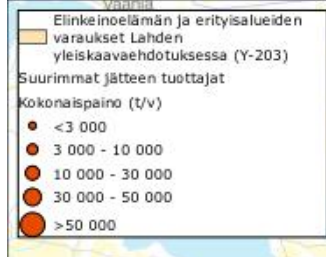 Vääriä
Elinkeinoelämän ja erityisalueiden
varaukset Lahden
yleiskaavaehdotuksessa (Y-203)
Suurimmat jätteen tuottajat
Kokonaispaino (t/v)
<3 000
3 000 - 10 000
10 000 - 30 000
30 000 - 50 000
>50 000